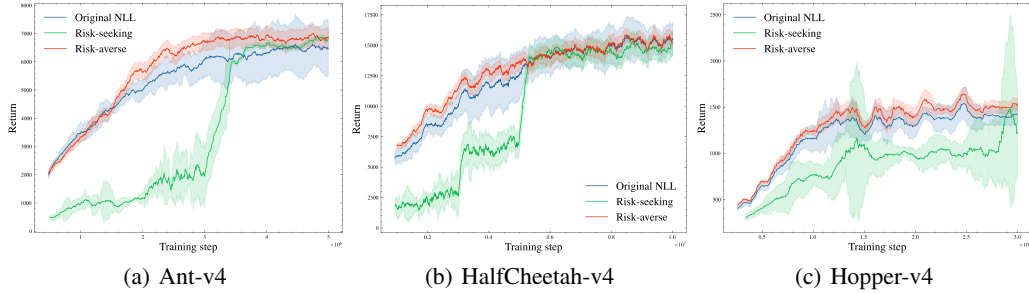 8000
7000
6000
5000
4000
3000
2000
1000
0
Return
Original NLL
Risk-seeking
Risk-averse
1
2
3
4
5
Training step
(a) Ant-v4
17500
15000
12500
10000
7500
5000
2500
0
Return
Original NLL
Risk-seeking
Risk-averse
0.2
0.4
0.6
0.8
1.0
Training step
×10⁷
(b) HalfCheetah-v4
2500
2000
1500
1000
500
Return
Original NLL
Risk-seeking
Risk-averse
0.5
1.0
1.5
2.0
2.5
3.0
Training step
(c) Hopper-v4